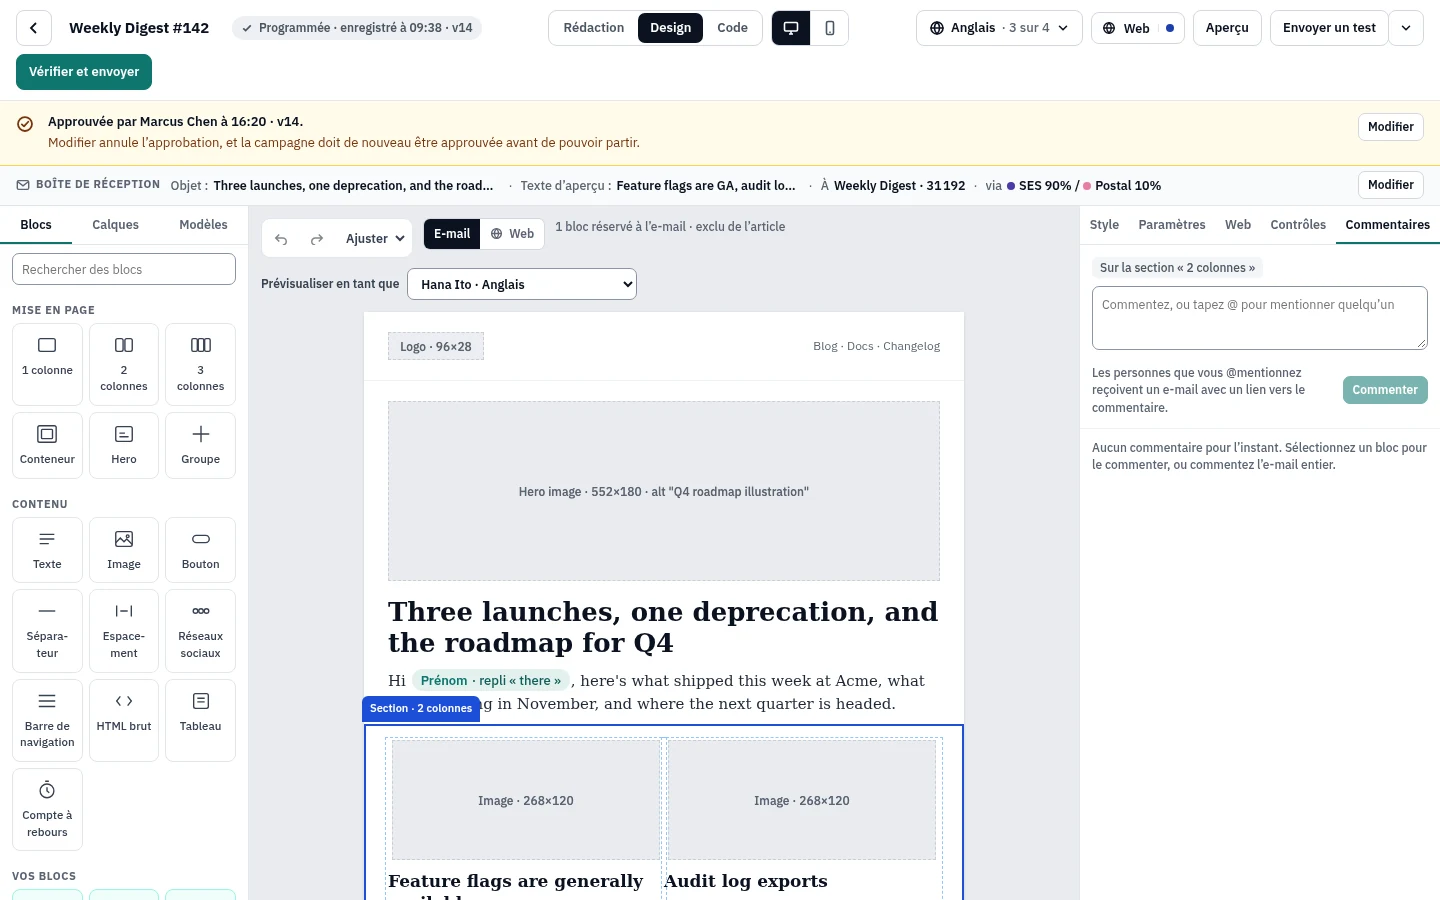 Weekly Digest #142
Programmée · enregistré à 09:38 · v14
Rédaction
Design
Code
Anglais · 3 sur 4
Web
Aperçu
Envoyer un test
Vérifier et envoyer
Approuvée par Marcus Chen à 16:20 · v14.
Modifier annule l’approbation, et la campagne doit de nouveau être approuvée avant de pouvoir partir.
Modifier
BOÎTE DE RÉCEPTION
Objet : Three launches, one deprecation, and the road…
· Texte d’aperçu : Feature flags are GA, audit lo…
· À Weekly Digest · 31 192
· via SES 90% / Postal 10%
Modifier
Blocs
Calques
Modèles
Rechercher des blocs
MISE EN PAGE
1 colonne
2
colonnes
3
colonnes
Conteneur
Hero
Groupe
CONTENU
Texte
Image
Bouton
Sépara-
teur
Espace-
ment
Réseaux
sociaux
Barre de
navigation
HTML brut
Tableau
Compte à
rebours
VOS BLOCS
Ajuster
E-mail
Web
1 bloc réservé à l’e-mail · exclu de l’article
Prévisualiser en tant que
Hana Ito · Anglais
Logo · 96×28
Blog · Docs · Changelog
Hero image · 552×180 · alt "Q4 roadmap illustration"
Three launches, one deprecation, and
the roadmap for Q4
Hi Prénom · repli « there » , here's what shipped this week at Acme, what
g in November, and where the next quarter is headed.
Section · 2 colonnes
Image · 268×120
Image · 268×120
Feature flags are generally
Audit log exports
Style
Paramètres
Web
Contrôles
Commentaires
Sur la section « 2 colonnes »
Commentez, ou tapez @ pour mentionner quelqu’un
Les personnes que vous @mentionnez
reçoivent un e-mail avec un lien vers le
commentaire.
Commenter
Aucun commentaire pour l’instant. Sélectionnez un bloc pour
le commenter, ou commentez l’e-mail entier.